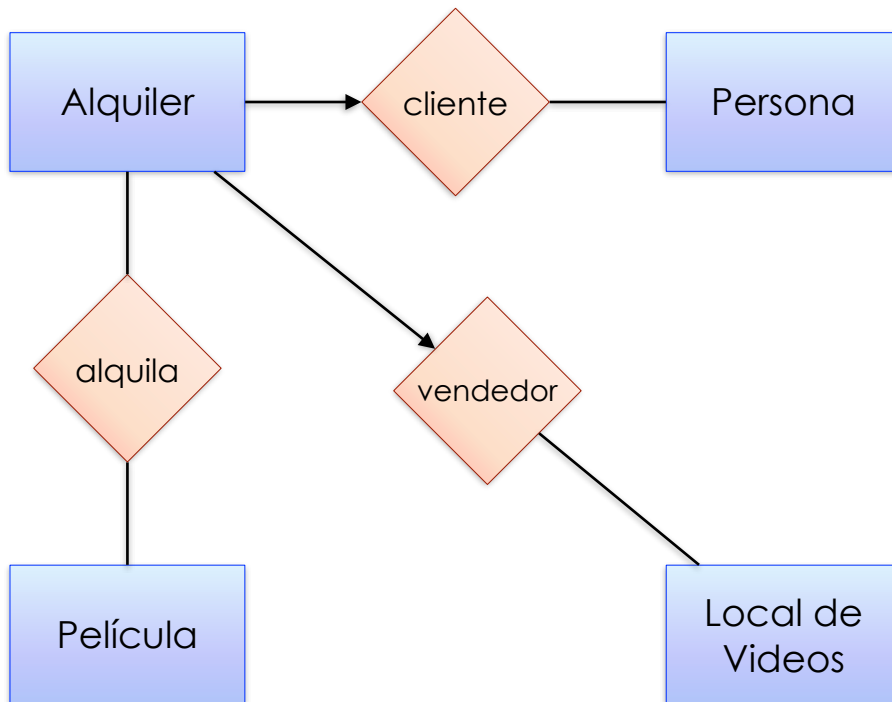 Alquiler
cliente
Persona
alquila
vendedor
Película
Local de
Videos